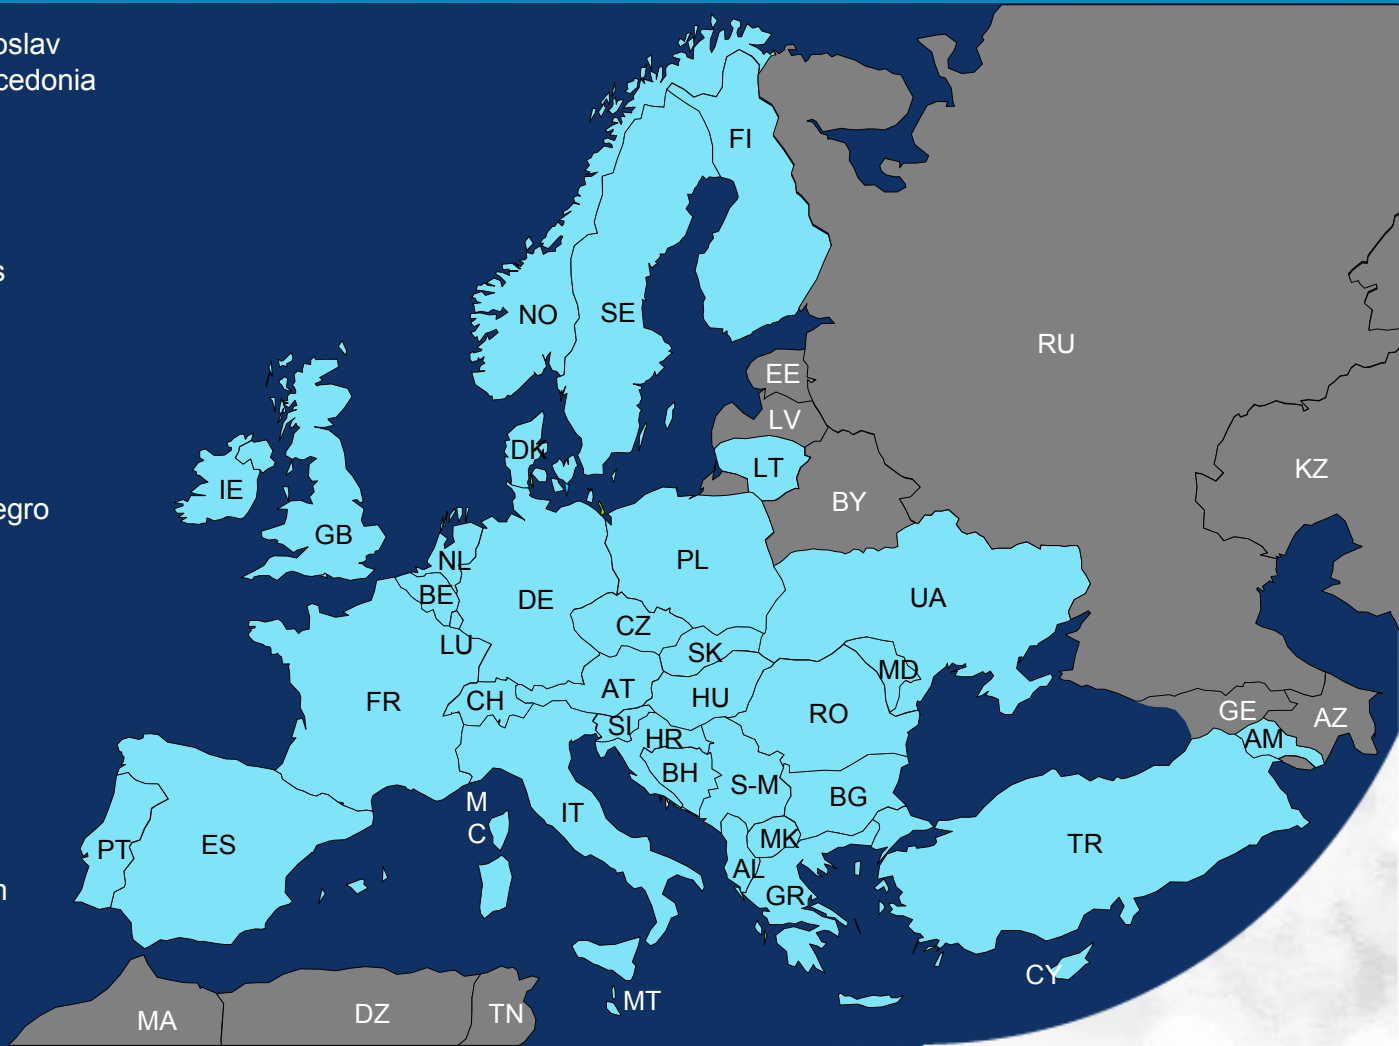 oslav
cedonia
FI
s
NO
SE
RU
EE
LV
LT
DK
KZ
IE
BY
egro
GB
NL
PL
BE
DE
UA
CZ
LU
SK
MD
AT
CH
HU
FR
RO
GE
AZ
SI
HR
AM
BH
S-M
BG
M
C
IT
MK
TR
PT
ES
AL
n
GR
CY
MT
MA
DZ
TN